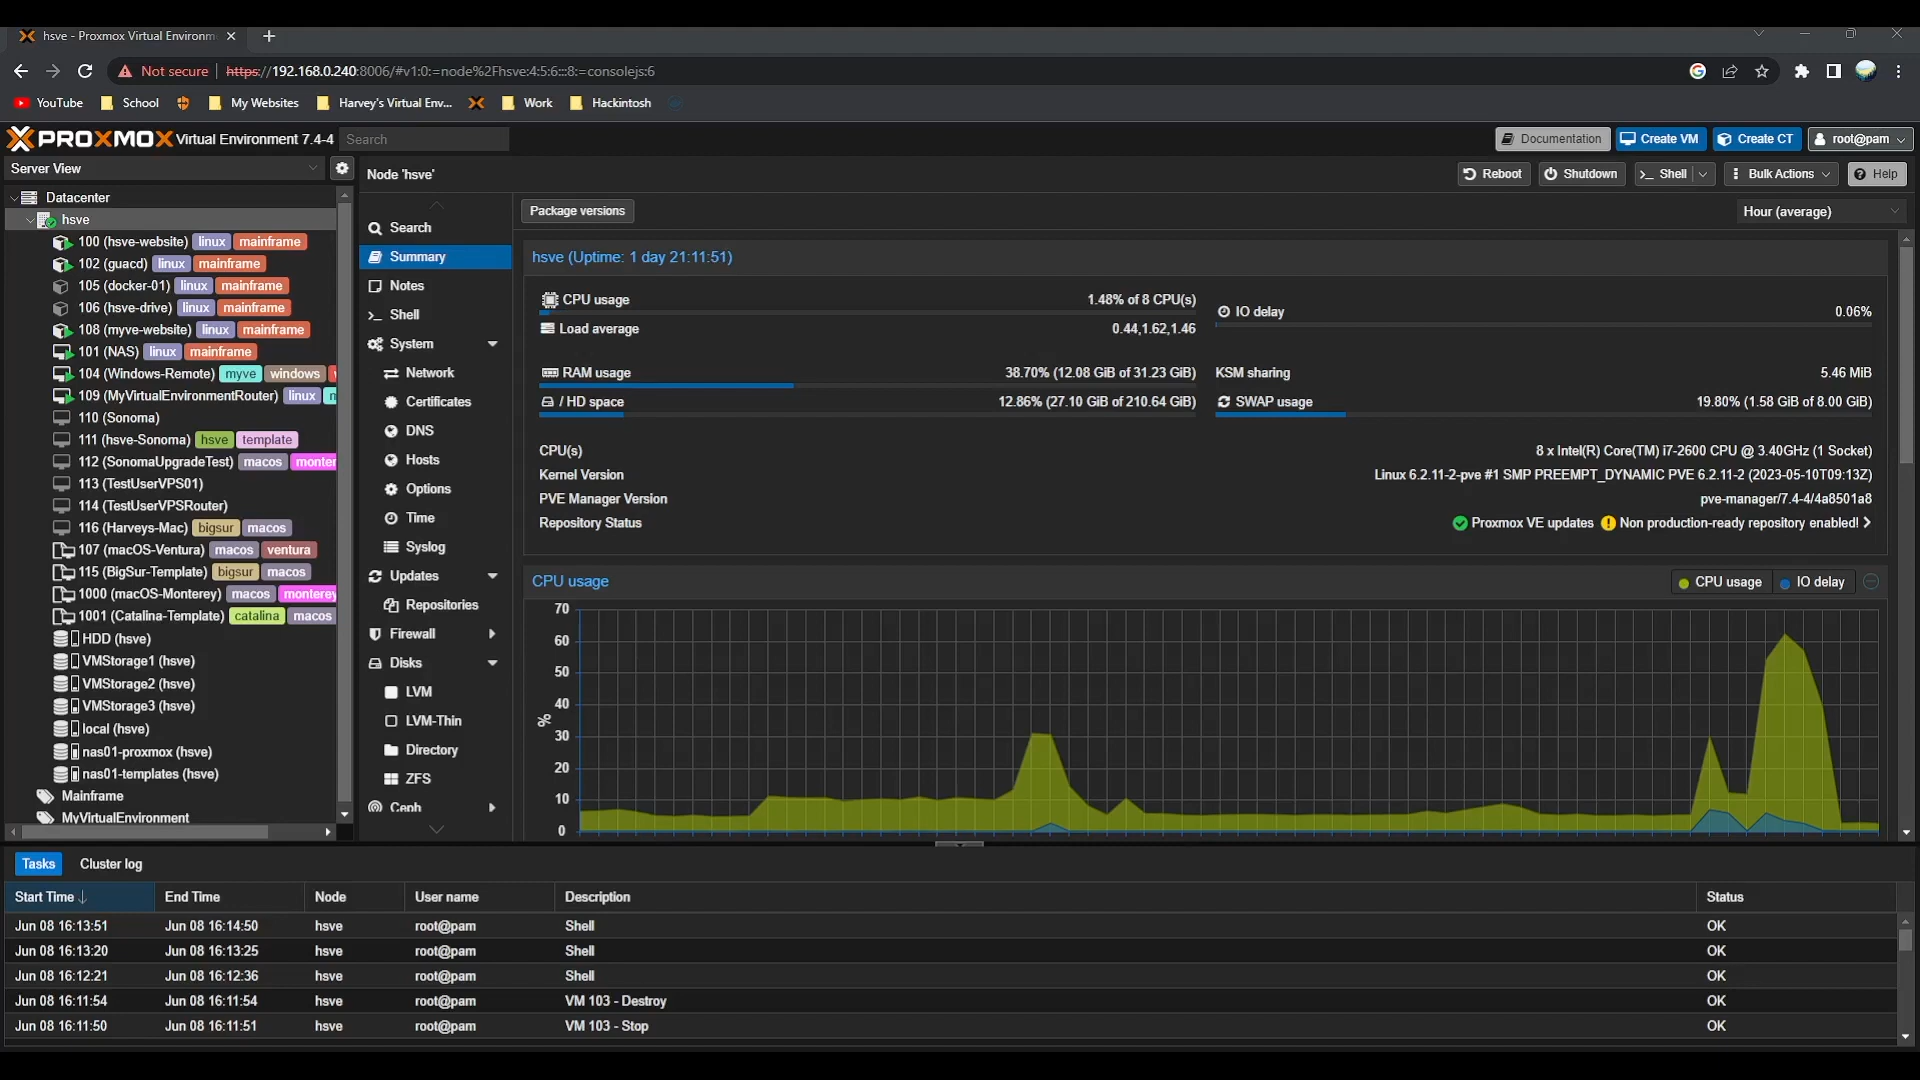 hsve - Proxmox Virtual Environm
Not secure https://192.168.0.240:8006/#v1:0:=node%2Fhsve:4:5:6:::8:=consolejs:6
YouTube School My Websites Harvey's Virtual Env... Work Hackintosh
PROXMOX Virtual Environment 7.4-4 Search Documentation Create VM Create CT root@pam
Server View
Node 'hsve' Reboot Shutdown >_ Shell Bulk Actions Help
Datacenter
hsve
100 (hsve-website) linux mainframe
102 (guacd) linux mainframe
105 (docker-01) linux mainframe
106 (hsve-drive) linux mainframe
108 (myve-website) linux mainframe
101 (NAS) linux mainframe
104 (Windows-Remote) myve windows
109 (MyVirtualEnvironmentRouter) linux
110 (Sonoma)
111 (hsve-Sonoma) hsve template
112 (SonomaUpgradeTest) macos monter
113 (TestUserVPS01)
114 (TestUserVPSRouter)
116 (Harveys-Mac) bigsur macos
107 (macOS-Ventura) macos ventura
115 (BigSur-Template) bigsur macos
1000 (macOS-Monterey) macos monterey
1001 (Catalina-Template) catalina macos
HDD (hsve)
VMStorage1 (hsve)
VMStorage2 (hsve)
VMStorage3 (hsve)
local (hsve)
nas01-proxmox (hsve)
nas01-templates (hsve)
Mainframe
MyVirtualEnvironment
Search
Summary
Notes
>_ Shell
System
Network
Certificates
DNS
Hosts
Options
Time
Syslog
Updates
Repositories
Firewall
Disks
LVM
LVM-Thin
Directory
ZFS
Ceph
Package versions Hour (average)
hsve (Uptime: 1 day 21:11:51)
CPU usage 1.48% of 8 CPU(s)
IO delay 0.06%
Load average 0.44,1.62,1.46
RAM usage 38.70% (12.08 GiB of 31.23 GiB)
KSM sharing 5.46 MiB
/ HD space 12.86% (27.10 GiB of 210.64 GiB)
SWAP usage 19.80% (1.58 GiB of 8.00 GiB)
CPU(s) 8 x Intel(R) Core(TM) i7-2600 CPU @ 3.40GHz (1 Socket)
Kernel Version Linux 6.2.11-2-pve #1 SMP PREEMPT_DYNAMIC PVE 6.2.11-2 (2023-05-10T09:13Z)
PVE Manager Version pve-manager/7.4-4/4a8501a8
Repository Status Proxmox VE updates Non production-ready repository enabled!
CPU usage CPU usage IO delay
70
60
50
40
30
20
10
0
%
Tasks Cluster log
Start Time End Time Node User name Description Status
Jun 08 16:13:51 Jun 08 16:14:50 hsve root@pam Shell OK
Jun 08 16:13:20 Jun 08 16:13:25 hsve root@pam Shell OK
Jun 08 16:12:21 Jun 08 16:12:36 hsve root@pam Shell OK
Jun 08 16:11:54 Jun 08 16:11:54 hsve root@pam VM 103 - Destroy OK
Jun 08 16:11:50 Jun 08 16:11:51 hsve root@pam VM 103 - Stop OK